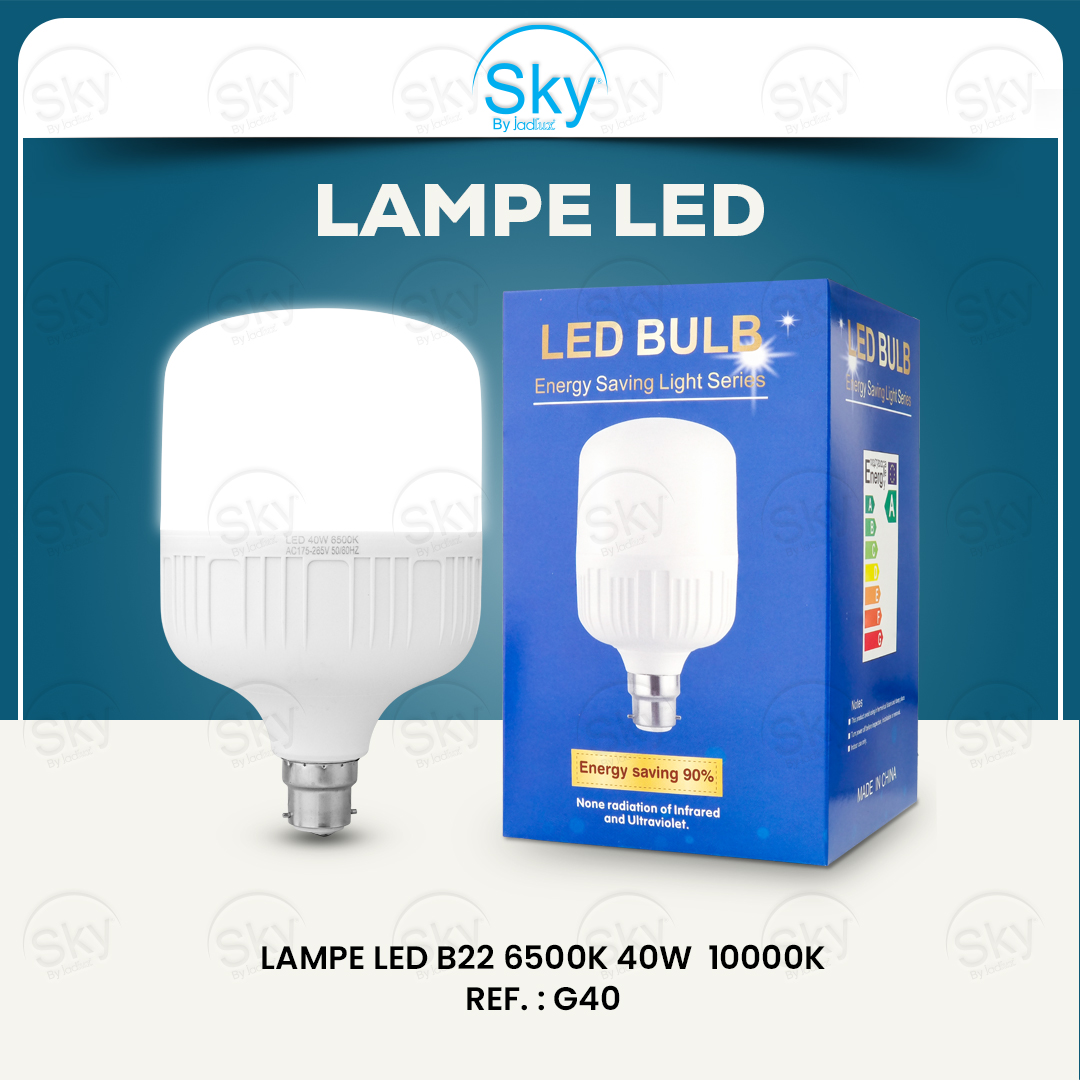 Sky
By Jadlux
LAMPE LED
LED BULB
Energy Saving Light Series
LED BULB
Energy Saving Light Series
Energy
A
A
B
C
D
E
F
G
LED 40W 6500K
AC175-265V 50/60HZ
Notes
MADE IN CHINA
Energy saving 90%
None radiation of Infrared
and Ultraviolet.
LAMPE LED B22 6500K 40W 10000K
REF. : G40